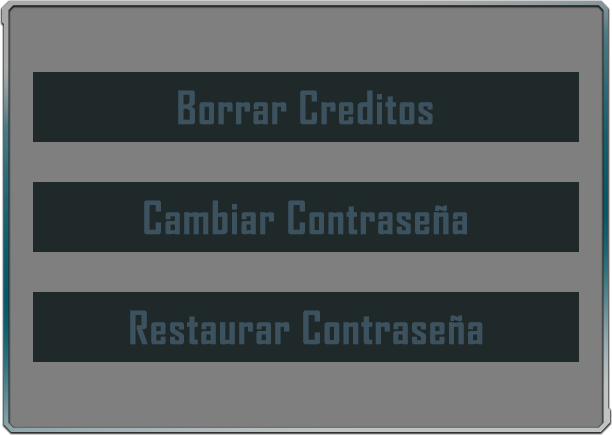 Borrar Creditos
Cambiar Contraseña
Restaurar Contraseña